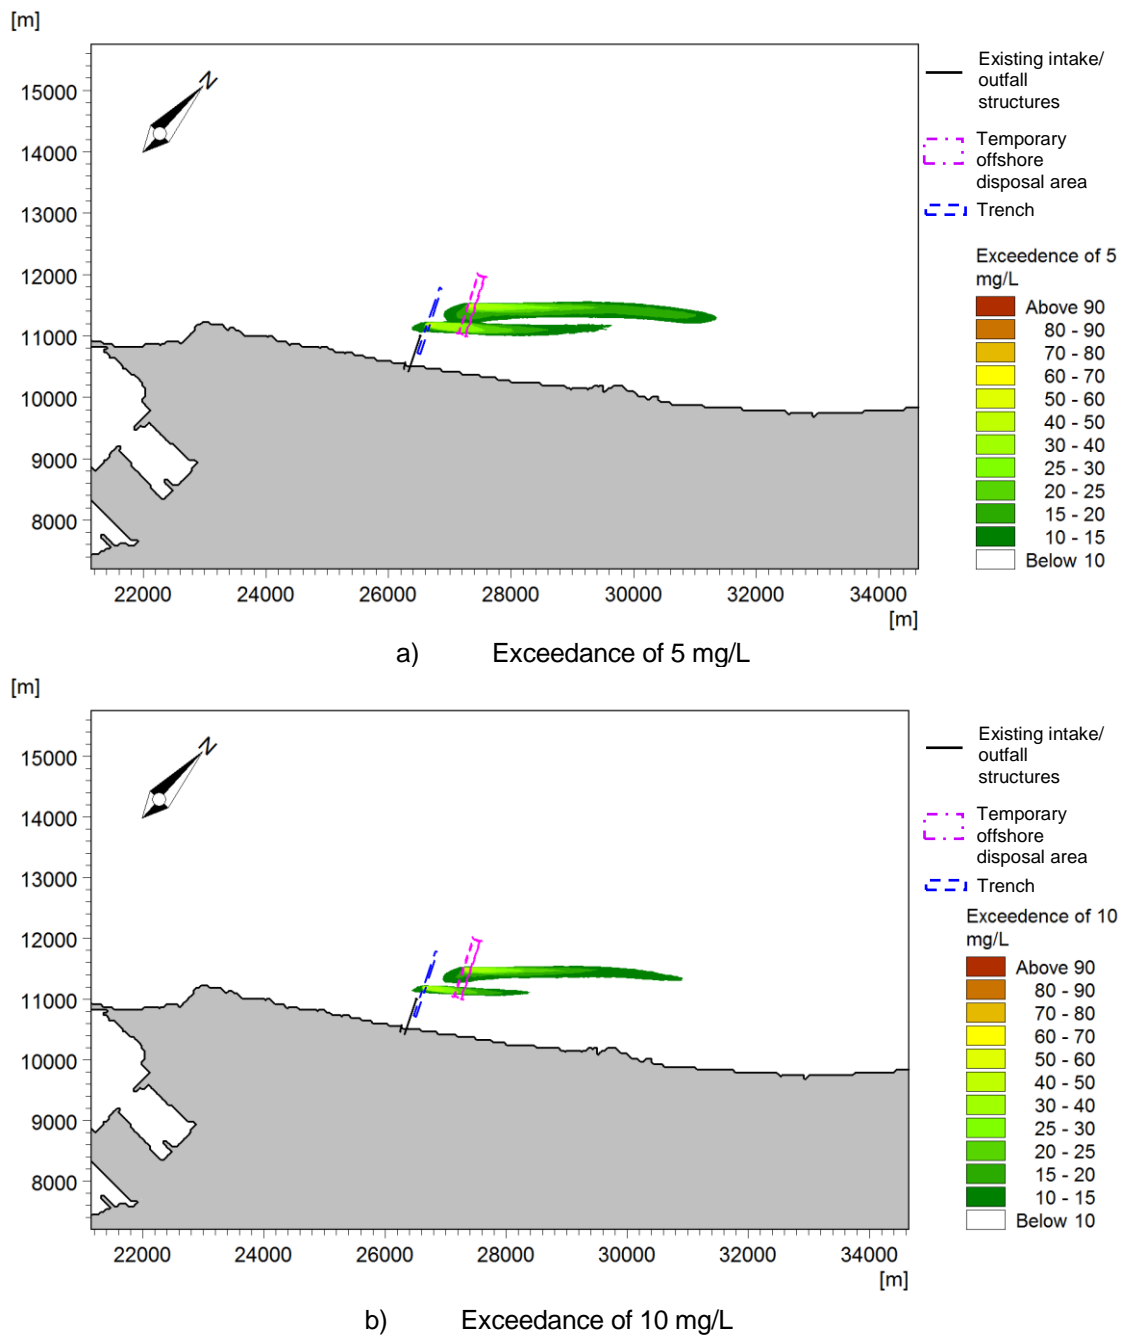 [m]
15000
14000
13000
12000
11000
10000
9000
8000
N
22000 24000 26000 28000 30000 32000 34000
[m]
Existing intake/
outfall
structures
Temporary
offshore
disposal area
Trench
Exceedence of 5
mg/L
Above 90
80 - 90
70 - 80
60 - 70
50 - 60
40 - 50
30 - 40
25 - 30
20 - 25
15 - 20
10 - 15
Below 10
a) Exceedance of 5 mg/L
[m]
15000
14000
13000
12000
11000
10000
9000
8000
N
22000 24000 26000 28000 30000 32000 34000
[m]
Existing intake/
outfall
structures
Temporary
offshore
disposal area
Trench
Exceedence of 10
mg/L
Above 90
80 - 90
70 - 80
60 - 70
50 - 60
40 - 50
30 - 40
25 - 30
20 - 25
15 - 20
10 - 15
Below 10
b) Exceedance of 10 mg/L